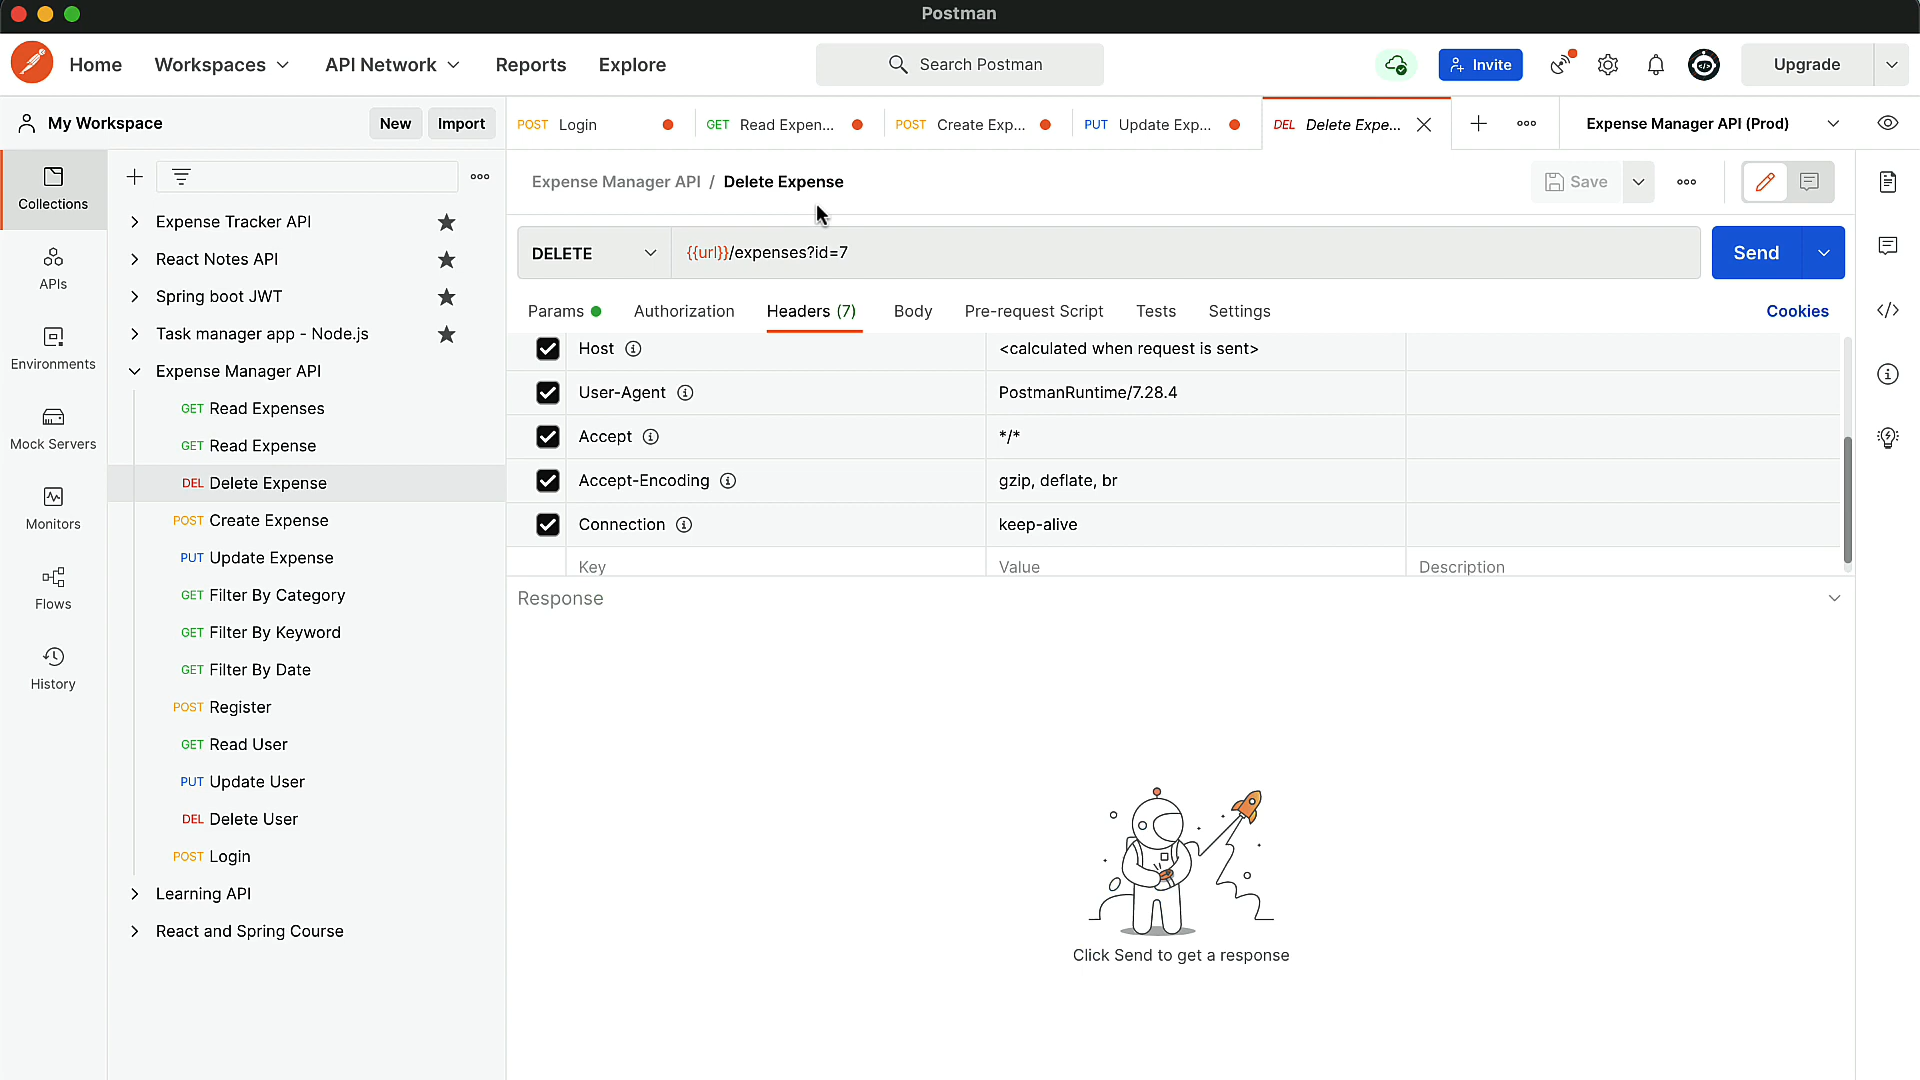 Postman
Home Workspaces API Network Reports Explore Search Postman Invite Upgrade
My Workspace New Import
POST Login GET Read Expen... POST Create Exp... PUT Update Exp... DEL Delete Expe... Expense Manager API (Prod)
Collections
APIs
Environments
Mock Servers
Monitors
Flows
History
Expense Tracker API
React Notes API
Spring boot JWT
Task manager app - Node.js
Expense Manager API
GET Read Expenses
GET Read Expense
DEL Delete Expense
POST Create Expense
PUT Update Expense
GET Filter By Category
GET Filter By Keyword
GET Filter By Date
POST Register
GET Read User
PUT Update User
DEL Delete User
POST Login
Learning API
React and Spring Course
Expense Manager API / Delete Expense Save
DELETE {{url}}/expenses?id=7 Send
Params Authorization Headers (7) Body Pre-request Script Tests Settings Cookies
Host <calculated when request is sent>
User-Agent PostmanRuntime/7.28.4
Accept */*
Accept-Encoding gzip, deflate, br
Connection keep-alive
Key Value Description
Response
Click Send to get a response